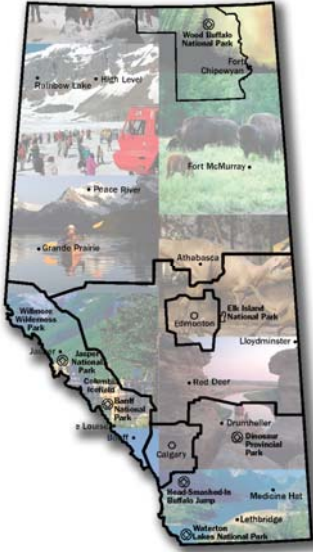 Wood Buffalo
National Park
Fort
Chipewyan
Rainbow Lake
High Level
Fort McMurray
Peace River
Grande Prairie
Athabasca
Willmore
Wilderness
Park
Edmonton
Elk Island
National Park
Lloydminster
Jasper
Jasper
National
Park
Columbia
Icefield
Banff
National
Park
Red Deer
e Louise
Banff
Calgary
Drumheller
Dinosaur
Provincial
Park
Head-Smashed-In
Buffalo Jump
Medicine Hat
Lethbridge
Waterton
Lakes National Park